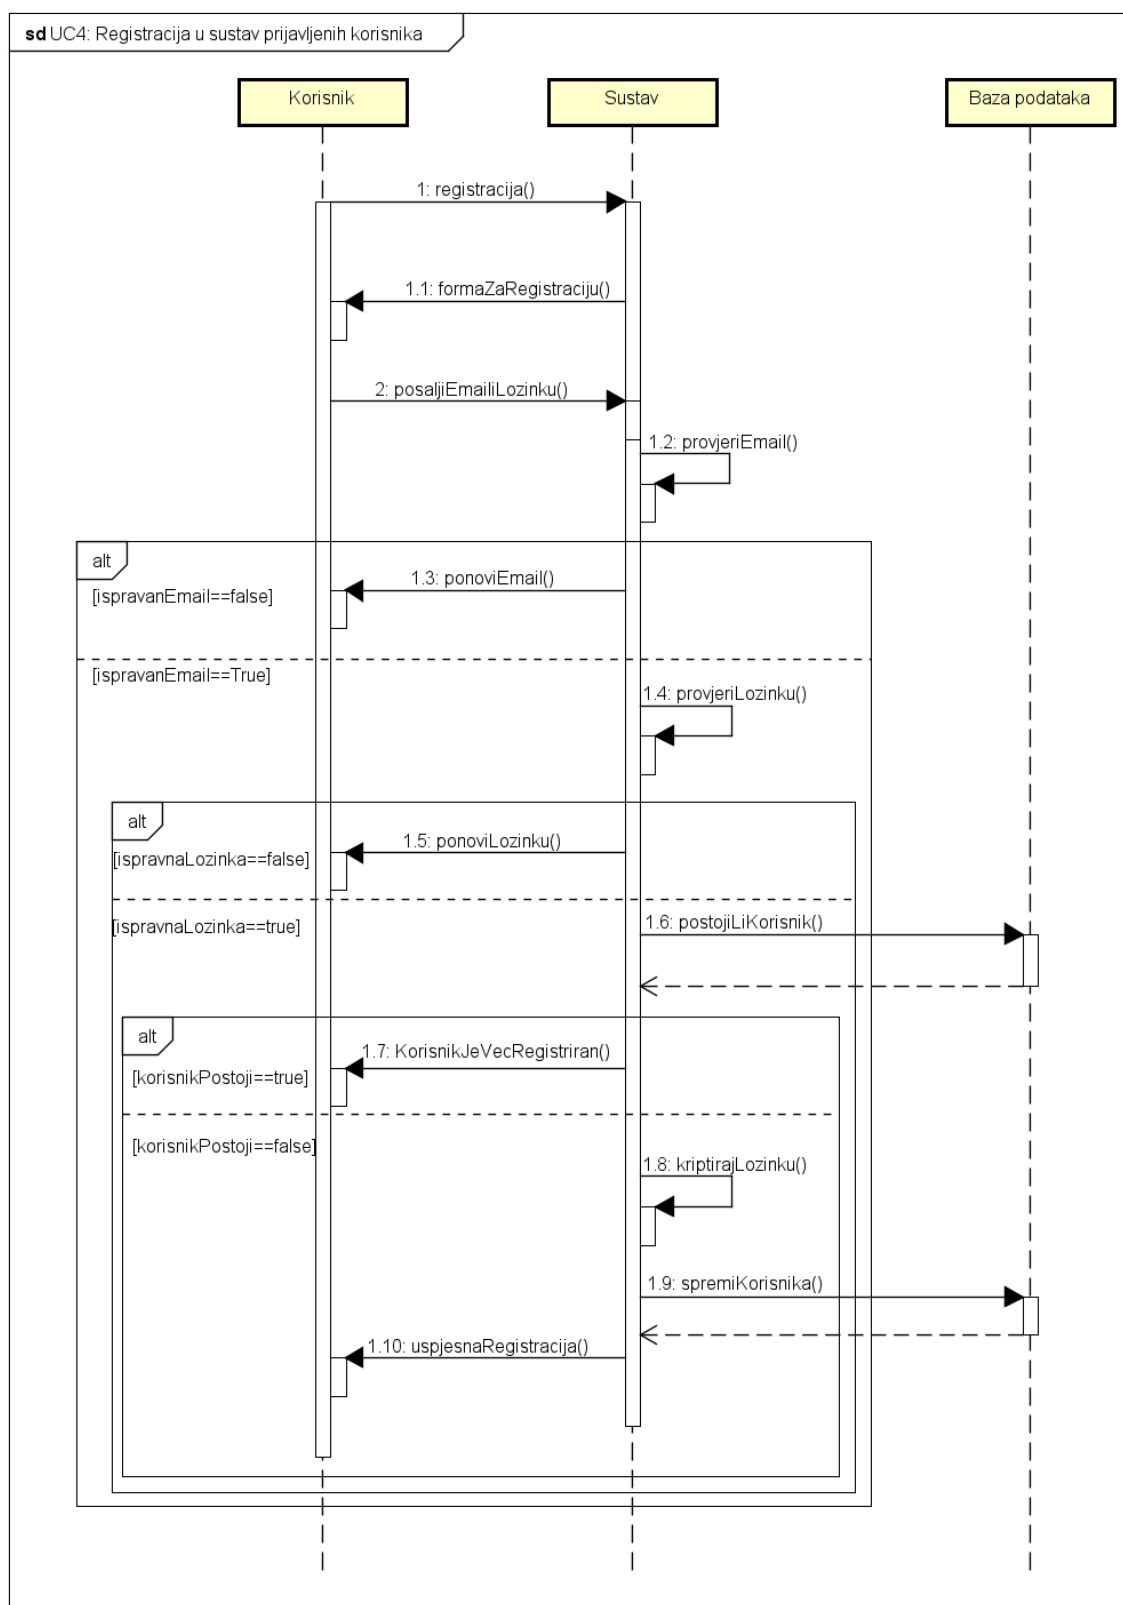 sd UC4: Registracija u sustav prijavljenih korisnika
Korisnik
Sustav
Baza podataka
1: registracija()
1.1: formaZaRegistraciju()
2: posaljiEmailiLozinku()
1.2: provjeriEmail()
alt
1.3: ponoviEmail()
[ispravanEmail==false]
[ispravanEmail==True]
1.4: provjeriLozinku()
alt
1.5: ponoviLozinku()
[ispravnaLozinka==false]
[ispravnaLozinka==true]
1.6: postojiLiKorisnik()
alt
1.7: KorisnikJeVecRegistriran()
[korisnikPostoji==true]
[korisnikPostoji==false]
1.8: kriptirajLozinku()
1.9: spremiKorisnika()
1.10: uspjesnaRegistracija()